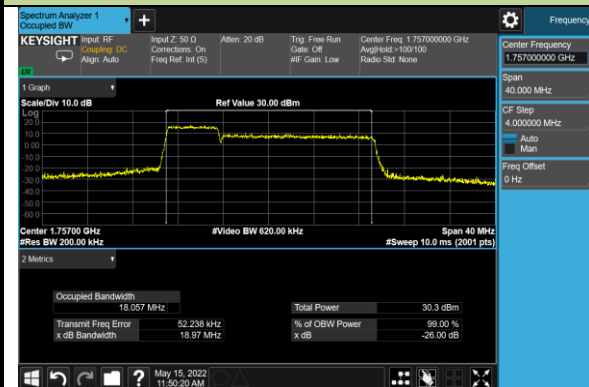 Spectrum Analyzer 1
Occupied BW
Frequency
KEYSIGHT
Input: RF
Coupling: DC
Align: Auto
Input Z: 50 Ω
Corrections: On
Freq Ref: Int (S)
Atten: 20 dB
Trig: Free Run
Gate: Off
#IF Gain: Low
Center Freq: 1.757000000 GHz
Avg|Hold:>100/100
Radio Std: None
Center Frequency
1.757000000 GHz
Span
40.000 MHz
CF Step
4.000000 MHz
Auto
Man
Freq Offset
0 Hz
1 Graph
Scale/Div 10.0 dB
Ref Value 30.00 dBm
Log
20.0
10.0
0.00
-10.0
-20.0
-30.0
-40.0
-50.0
-60.0
Center 1.75700 GHz
#Video BW 620.00 kHz
Span 40 MHz
#Res BW 200.00 kHz
#Sweep 10.0 ms (2001 pts)
2 Metrics
Occupied Bandwidth
18.057 MHz
Total Power
30.3 dBm
Transmit Freq Error
52.238 kHz
% of OBW Power
99.00 %
x dB Bandwidth
18.97 MHz
x dB
-26.00 dB
May 15, 2022
11:50:20 AM